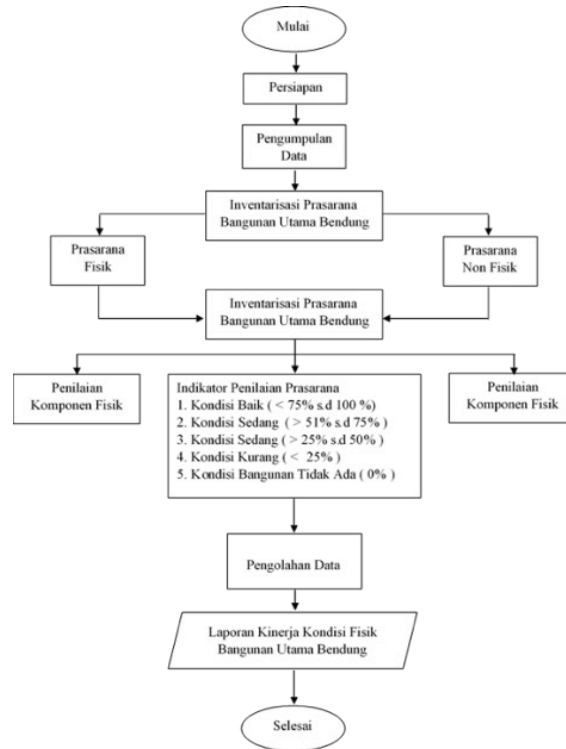 Mulai
Persiapan
Pengumpulan
Data
Inventarisasi Prasarana
Bangunan Utama Bendung
Prasarana
Fisik
Prasarana
Non Fisik
Inventarisasi Prasarana
Bangunan Utama Bendung
Penilaian
Komponen Fisik
Indikator Penilaian Prasarana
1. Kondisi Baik ( < 75% s.d 100 %)
2. Kondisi Sedang ( > 51% s.d 75%)
3. Kondisi Sedang ( > 25% s.d 50%)
4. Kondisi Kurang ( < 25%)
5. Kondisi Bangunan Tidak Ada ( 0% )
Penilaian
Komponen Fisik
Pengolahan Data
Laporan Kinerja Kondisi Fisik
Bangunan Utama Bendung
Selesai